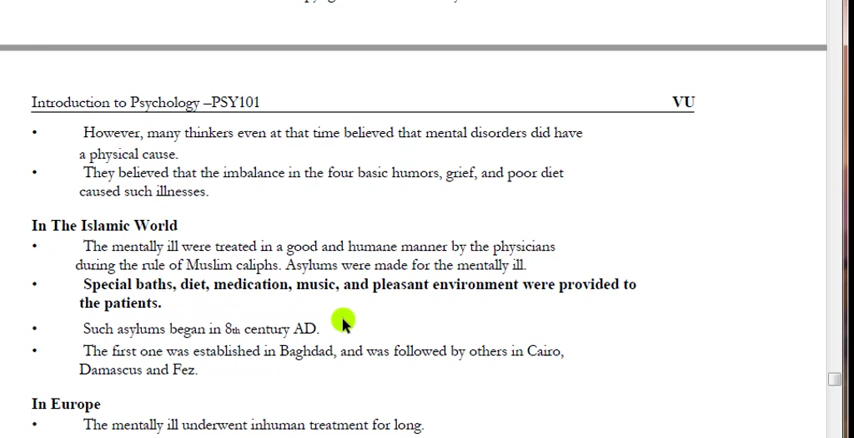 Introduction to Psychology –PSY101 VU
• However, many thinkers even at that time believed that mental disorders did have
a physical cause.
• They believed that the imbalance in the four basic humors, grief, and poor diet
caused such illnesses.
In The Islamic World
• The mentally ill were treated in a good and humane manner by the physicians
during the rule of Muslim caliphs. Asylums were made for the mentally ill.
• Special baths, diet, medication, music, and pleasant environment were provided to
the patients.
• Such asylums began in 8th century AD.
• The first one was established in Baghdad, and was followed by others in Cairo,
Damascus and Fez.
In Europe
• The mentally ill underwent inhuman treatment for long.